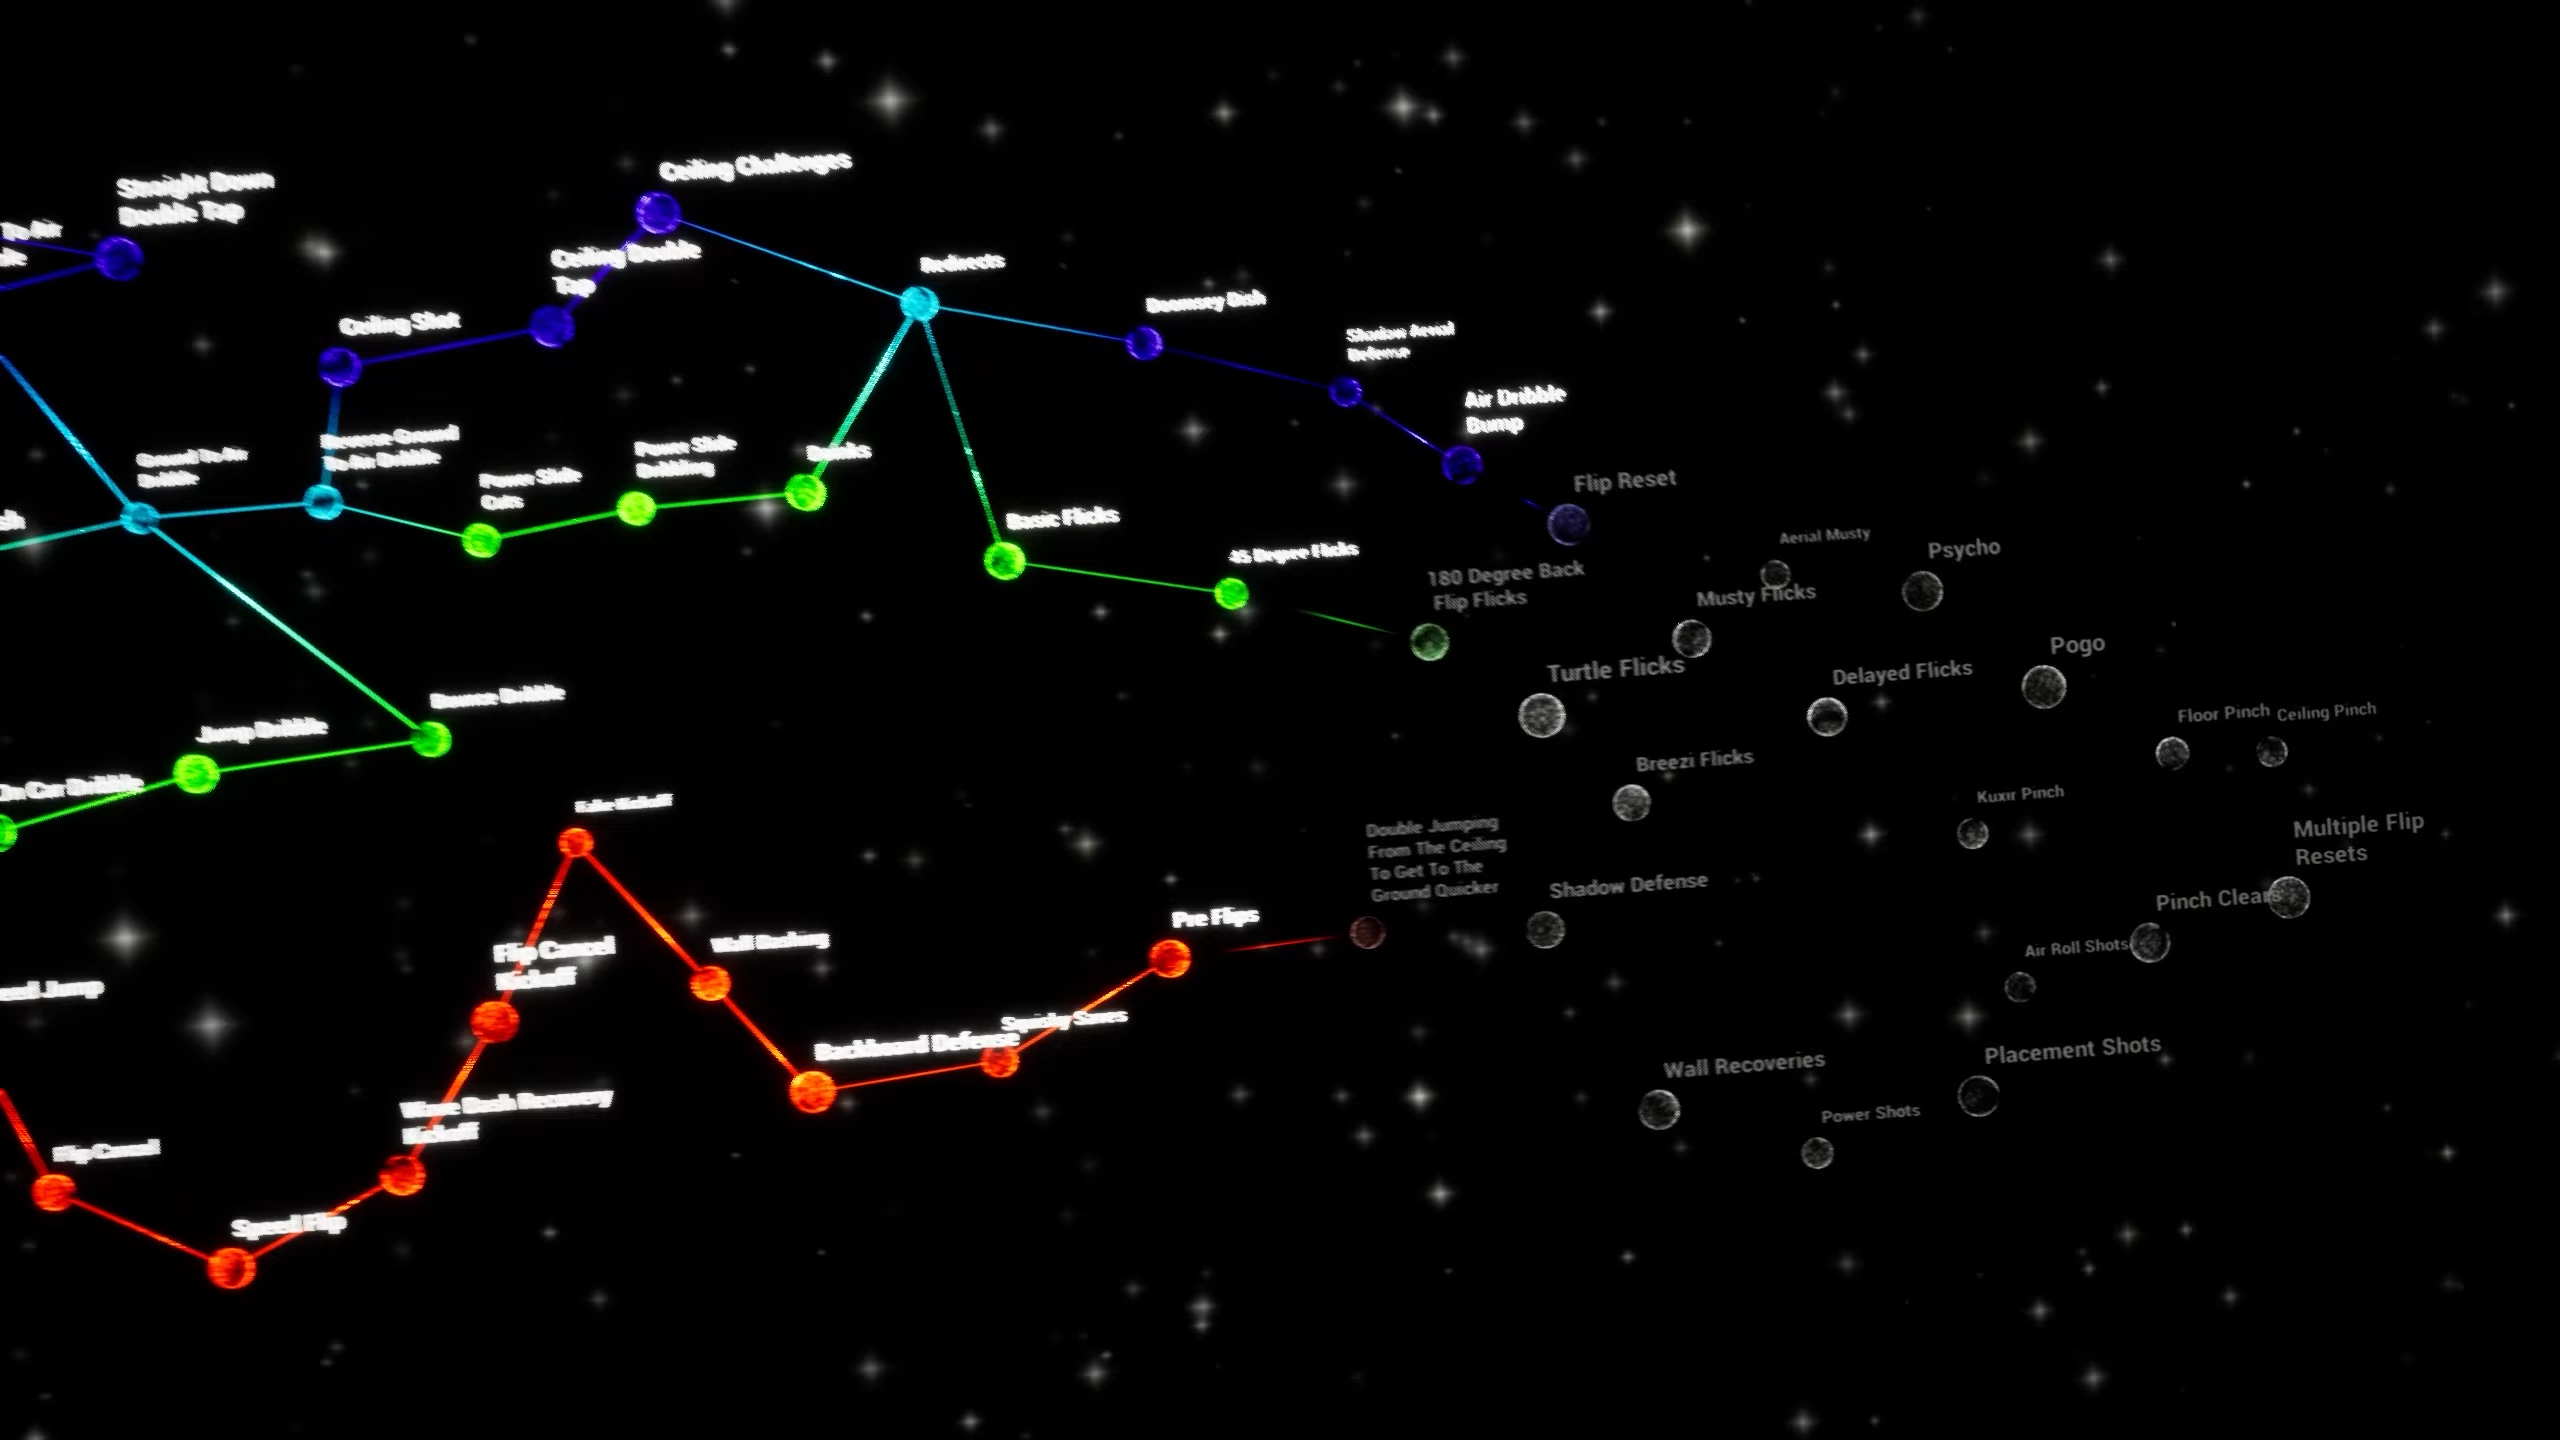 Straight Down
Double Tap
To Air
Ceiling Challenges
Ceiling Double
Tap
Redirects
Ceiling Shot
Doomsey Dish
Shadow Aerial
Defense
Air Dribble
Bump
Flip Reset
Ground To Air
Dribble
Reverse Ground
To Air Dribble
Power Slide
Cuts
Power Slide
Dribbling
Basic Flicks
45 Degree Flicks
180 Degree Back
Flip Flicks
Aerial Musty
Psycho
Musty Flicks
Turtle Flicks
Delayed Flicks
Pogo
Floor Pinch
Ceiling Pinch
Bounce Dribble
Jump Dribble
On Car Dribble
Breezi Flicks
Kuxir Pinch
Fake Kickoff
Double Jumping
From The Ceiling
To Get To The
Ground Quicker
Shadow Defense
Multiple Flip
Resets
Pinch Clears
Air Roll Shots
Pre Flips
Wall Dashing
Flip Cancel
Kickoff
Jump
Backboard Defense
Squishy Saves
Wall Recoveries
Placement Shots
Power Shots
Wave Dash Recovery
Kickoff
Flip Cancel
Speed Flip